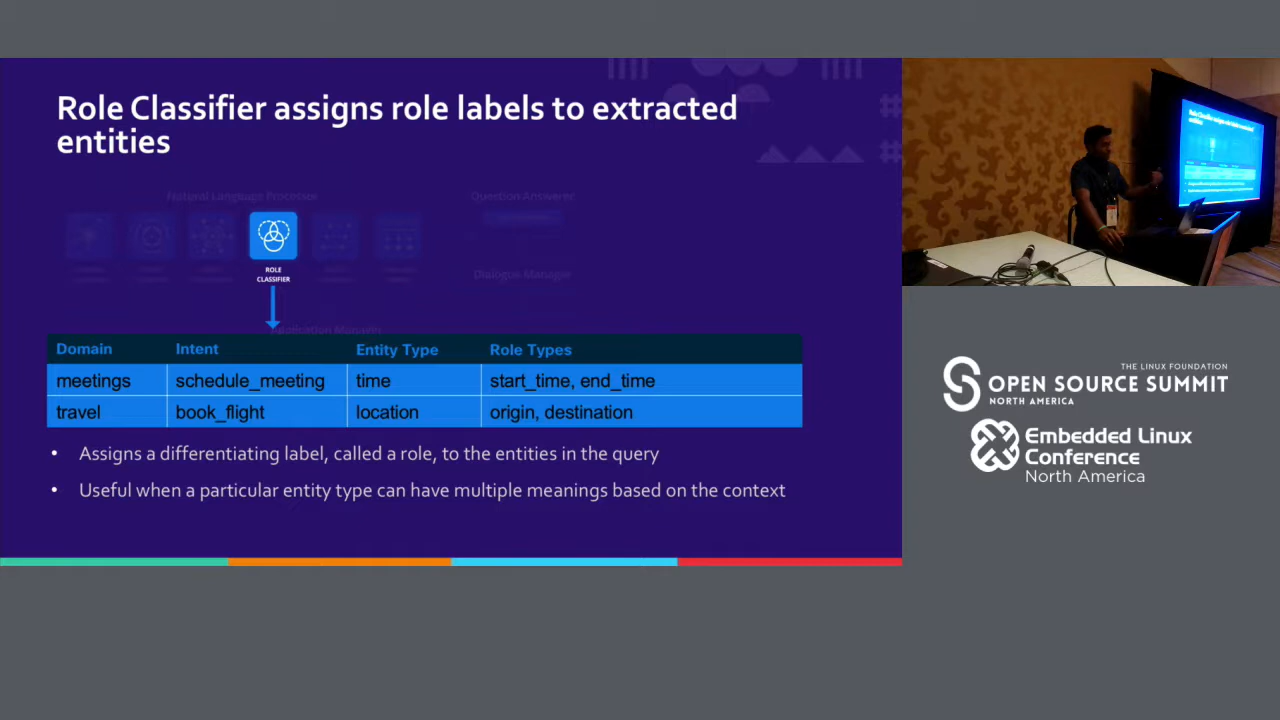 Role Classifier assigns role labels to extracted
entities
Natural Language Processor
Question Answerer
ROLE
CLASSIFIER
Dialogue Manager
Application Manager
Domain Intent Entity Type Role Types
meetings schedule_meeting time start_time, end_time
travel book_flight location origin, destination
• Assigns a differentiating label, called a role, to the entities in the query
• Useful when a particular entity type can have multiple meanings based on the context
THE LINUX FOUNDATION
OPEN SOURCE SUMMIT
NORTH AMERICA
Embedded Linux
Conference
North America